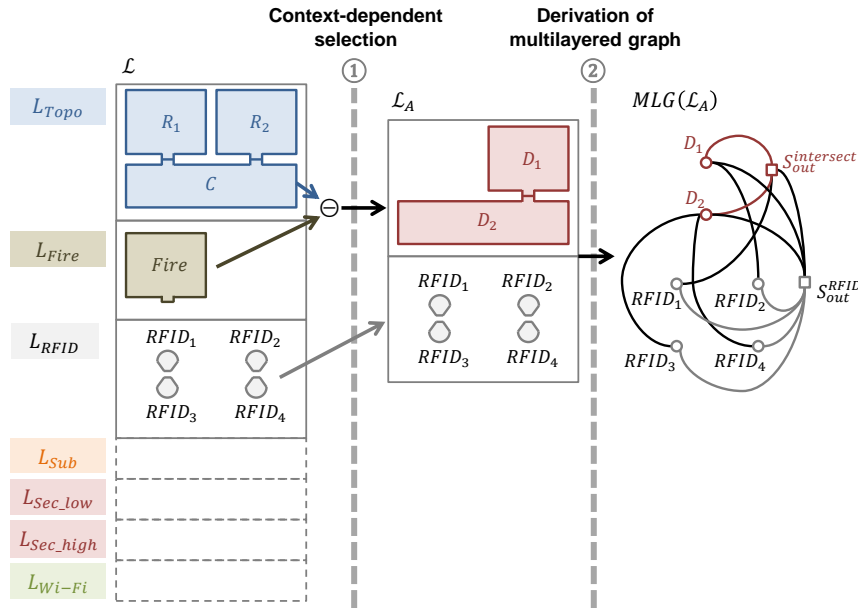 Context-dependent
selection
Derivation of
multilayered graph
1
2
ℒ
ℒ_A
MLG(ℒ_A)
L_Topo
R_1
R_2
C
D_1
D_2
D_1
S_out^intersect
D_2
L_Fire
Fire
RFID_1
RFID_2
RFID_3
RFID_4
RFID_1
RFID_2
S_out^RFID
RFID_3
RFID_4
L_RFID
RFID_1
RFID_2
RFID_3
RFID_4
L_Sub
L_Sec_low
L_Sec_high
L_Wi−Fi